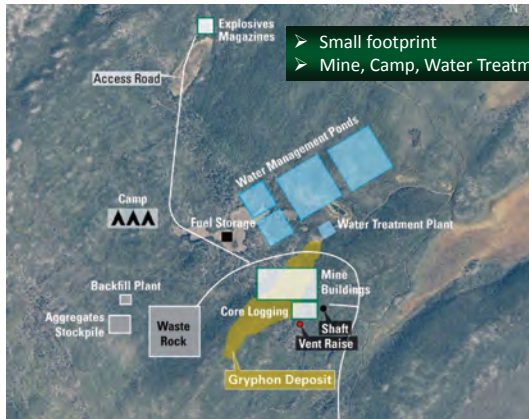 N
Explosives
Magazines
➢ Small footprint
➢ Mine, Camp, Water Treatm
Access Road
Water Management Ponds
Camp
Fuel Storage
Water Treatment Plant
Mine
Buildings
Backfill Plant
Core Logging
Aggregates
Stockpile
Waste
Rock
Shaft
Vent Raise
Gryphon Deposit